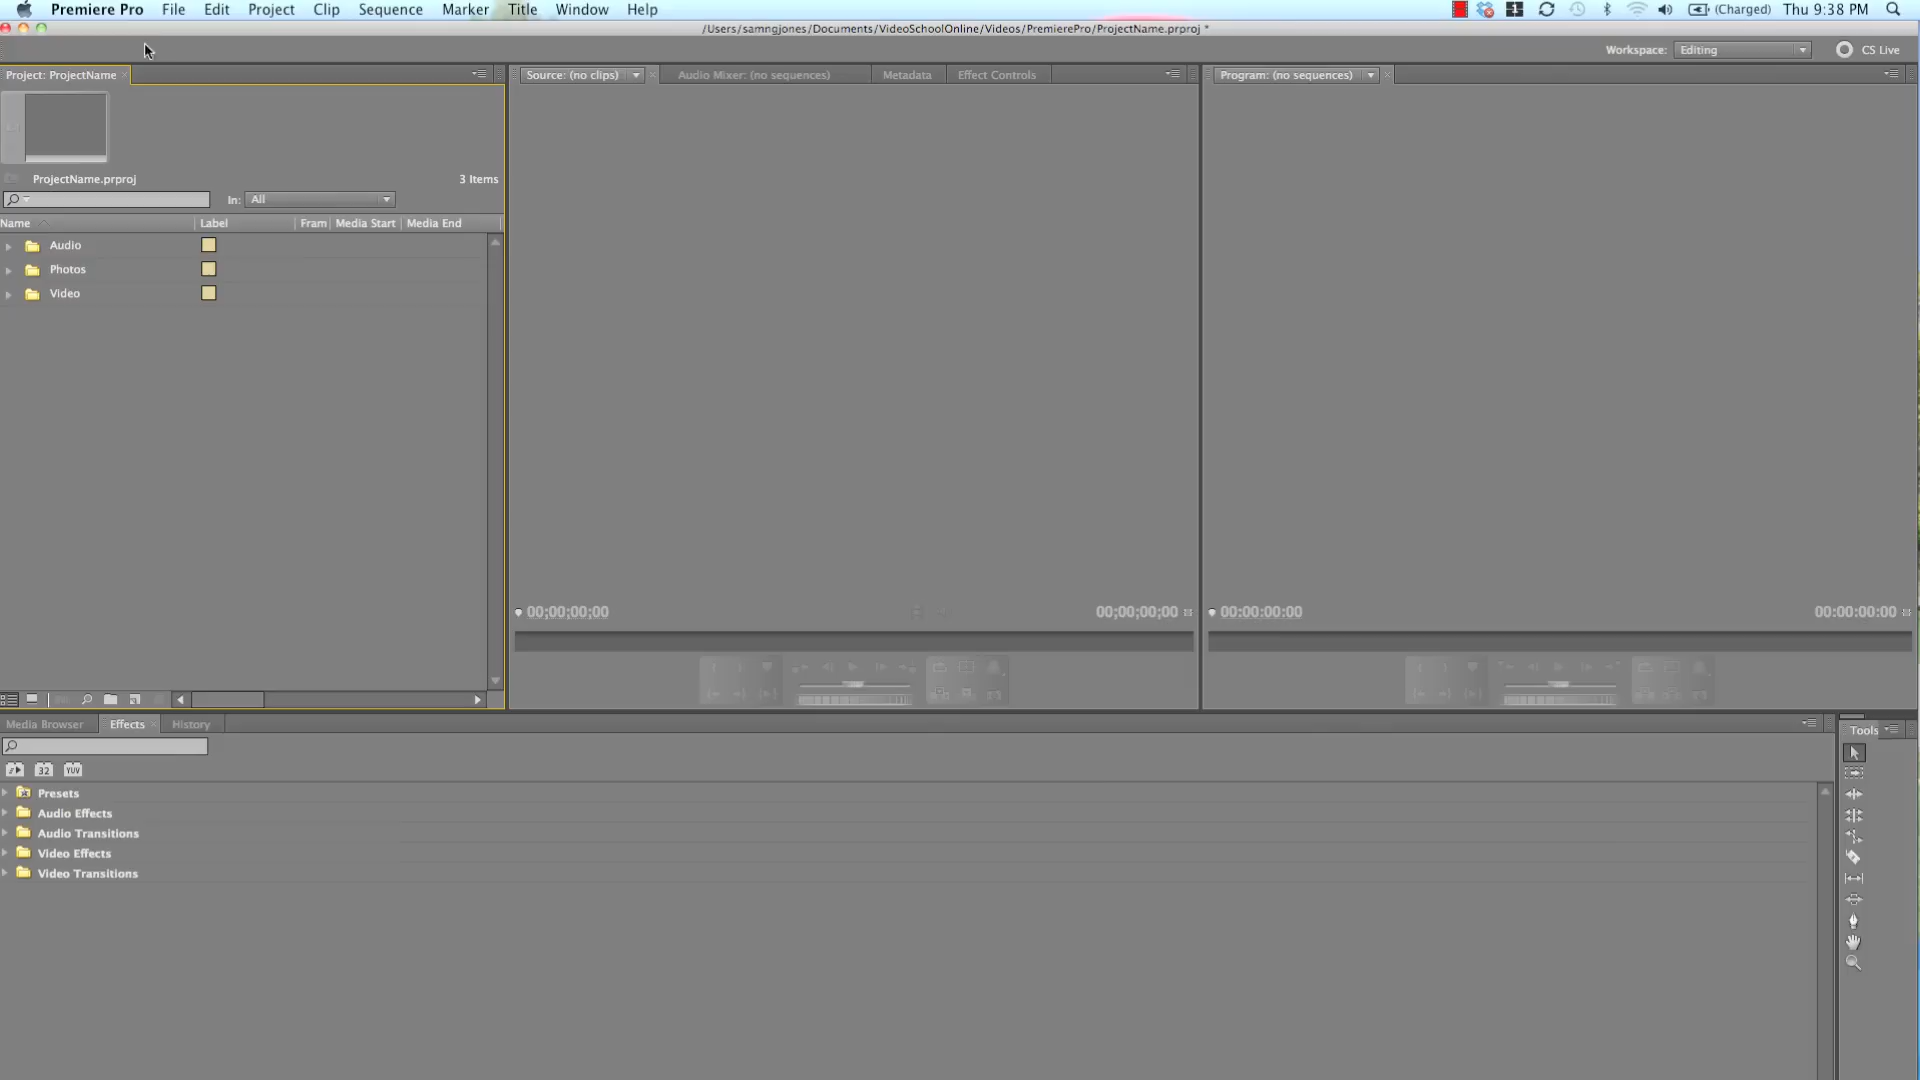 Premiere Pro File Edit Project Clip Sequence Marker Title Window Help (Charged) Thu 9:38 PM
/Users/samngjones/Documents/VideoSchoolOnline/Videos/PremierePro/ProjectName.prproj *
Workspace: Editing CS Live
Project: ProjectName Source: (no clips) Audio Mixer: (no sequences) Metadata Effect Controls Program: (no sequences)
ProjectName.prproj 3 Items
In: All
Name Label Fram Media Start Media End
Audio
Photos
Video
00;00;00;00 00;00;00;00 00:00:00:00 00:00:00:00
Media Browser Effects History Tools
32 YUV
Presets
Audio Effects
Audio Transitions
Video Effects
Video Transitions